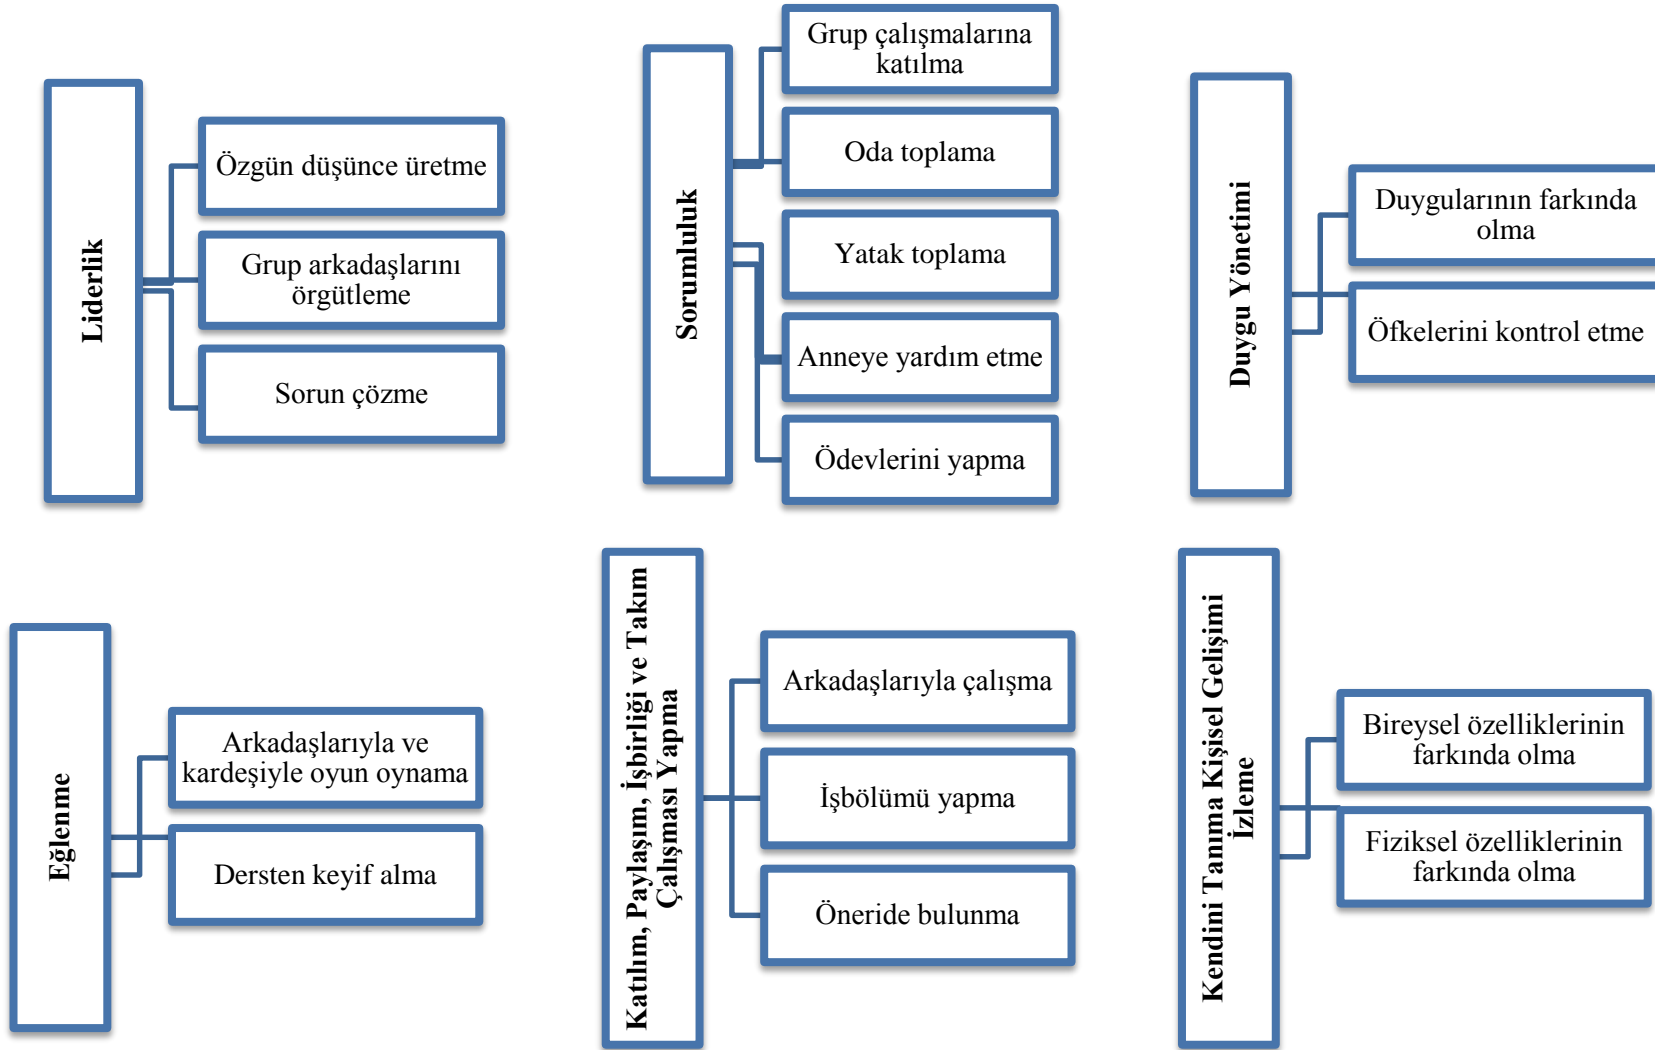 Liderlik
Özgün düşünce üretme
Grup arkadaşlarını
örgütleme
Sorun çözme
Sorumluluk
Grup çalışmalarına
katılma
Oda toplama
Yatak toplama
Anneye yardım etme
Ödevlerini yapma
Duygu Yönetimi
Duygularının farkında
olma
Öfkelerini kontrol etme
Eğlenme
Arkadaşlarıyla ve
kardeşiyle oyun oynama
Dersten keyif alma
Katılım, Paylaşım, İşbirliği ve Takım
Çalışması Yapma
Arkadaşlarıyla çalışma
İşbölümü yapma
Öneride bulunma
Kendini Tanıma Kişisel Gelişimi
İzleme
Bireysel özelliklerinin
farkında olma
Fiziksel özelliklerinin
farkında olma